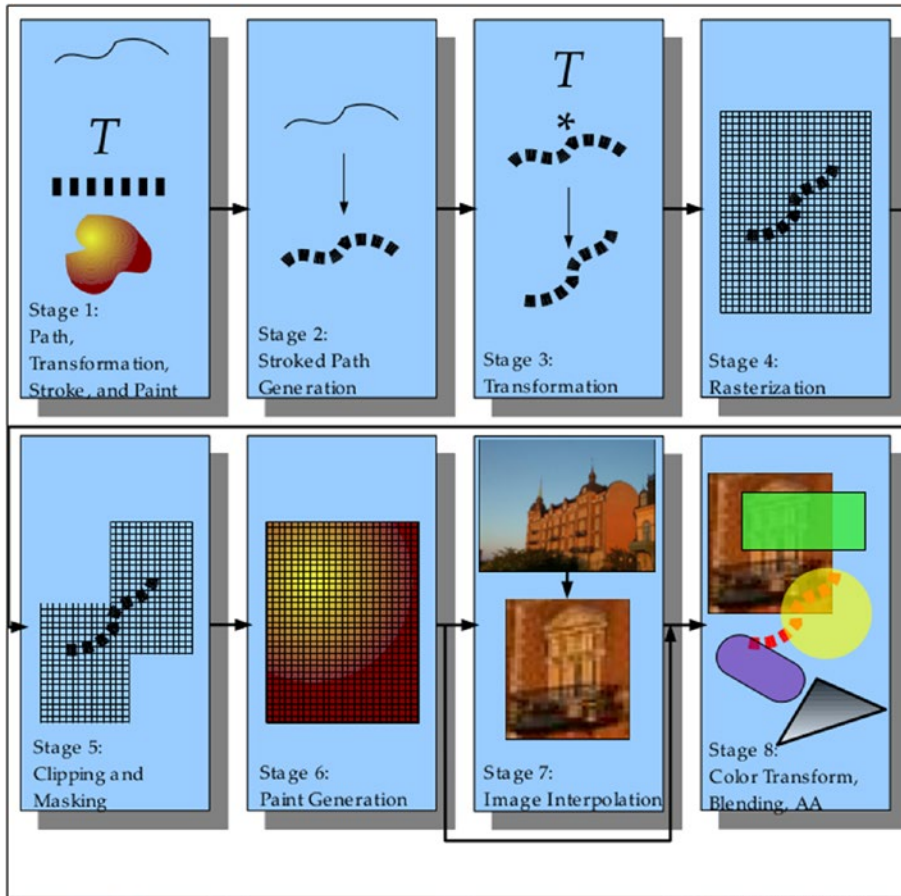 T
Stage 1:
Path,
Transformation,
Stroke, and Paint
Stage 2:
Stroked Path
Generation
T
*
Stage 3:
Transformation
Stage 4:
Rasterization
Stage 5:
Clipping and
Masking
Stage 6:
Paint Generation
Stage 7:
Image Interpolation
Stage 8:
Color Transform,
Blending, AA